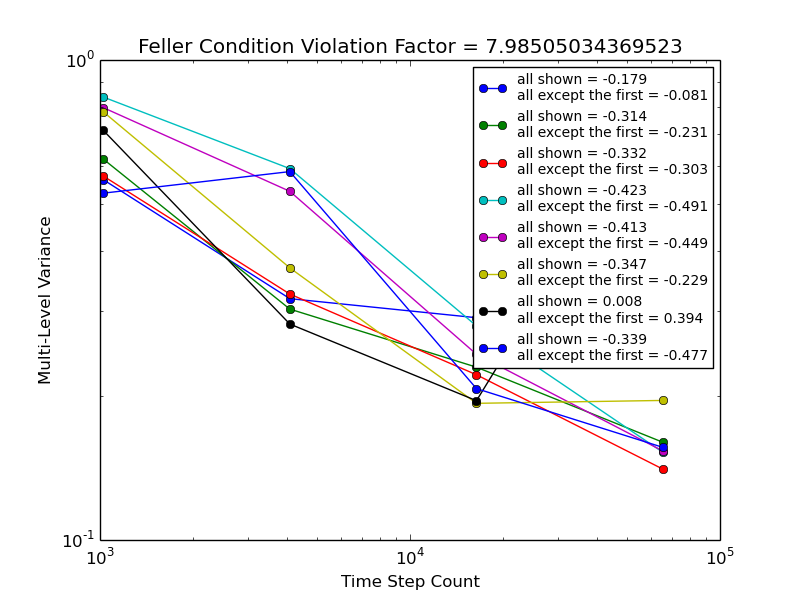 Feller Condition Violation Factor = 7.98505034369523
10^0
all shown = -0.179
all except the first = -0.081
all shown = -0.314
all except the first = -0.231
all shown = -0.332
all except the first = -0.303
all shown = -0.423
all except the first = -0.491
all shown = -0.413
all except the first = -0.449
all shown = -0.347
all except the first = -0.229
all shown = 0.008
all except the first = 0.394
all shown = -0.339
all except the first = -0.477
Multi-Level Variance
10^-1
10^3
10^4
10^5
Time Step Count